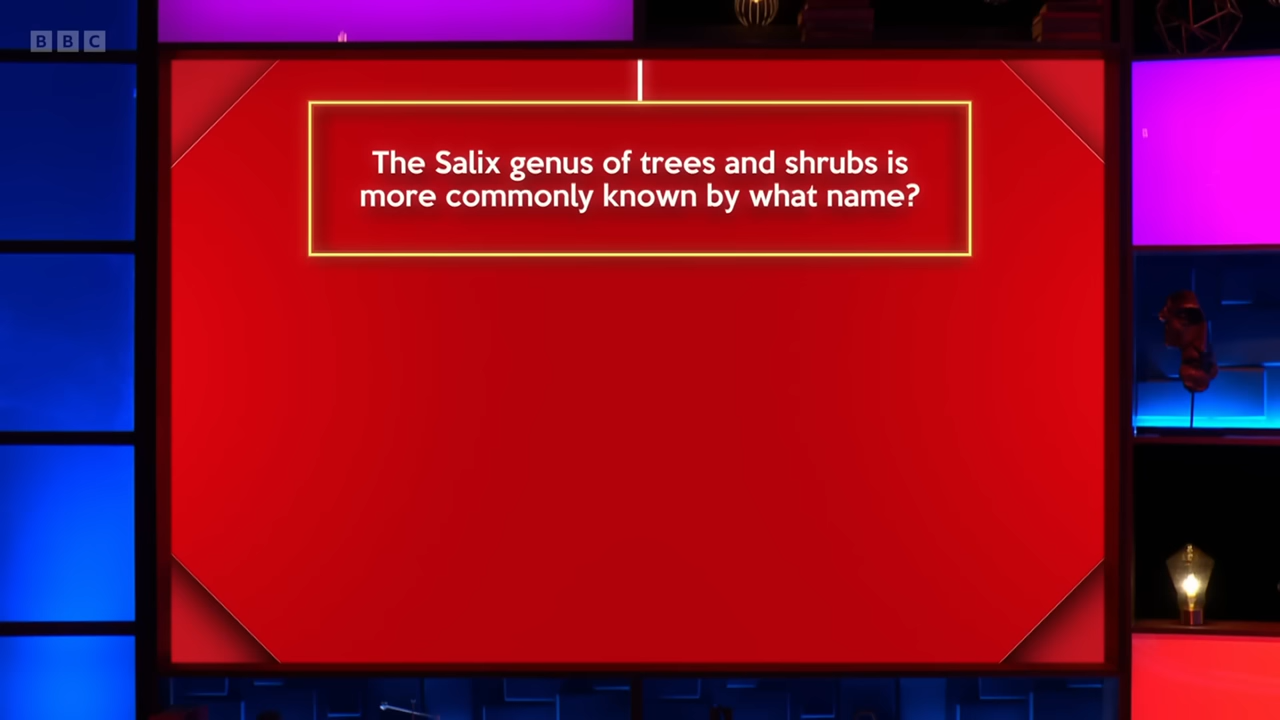 BBC
The Salix genus of trees and shrubs is
more commonly known by what name?